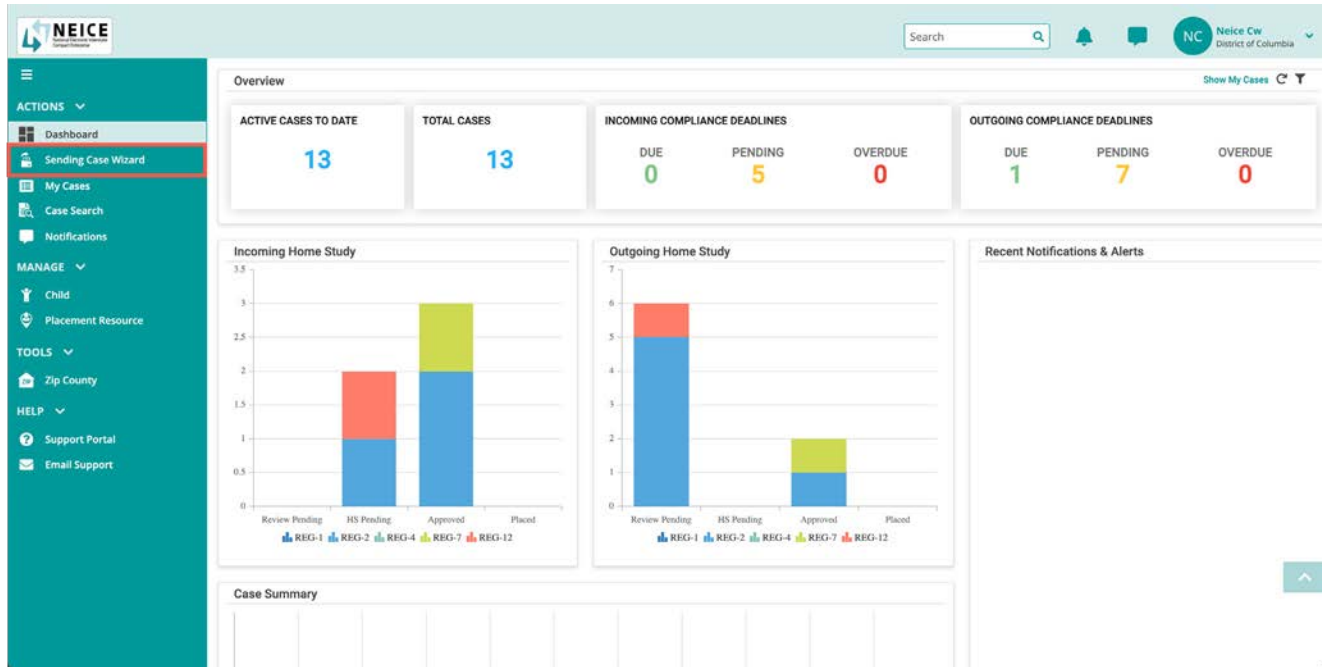 NEICE
National Electronic Interstate
Compact Enterprise
Search
NC
Neice Cw
District of Columbia
ACTIONS
Dashboard
Sending Case Wizard
My Cases
Case Search
Notifications
MANAGE
Child
Placement Resource
TOOLS
ZIP
Zip County
HELP
Support Portal
Email Support
Overview
Show My Cases
ACTIVE CASES TO DATE
13
TOTAL CASES
13
INCOMING COMPLIANCE DEADLINES
DUE PENDING OVERDUE
0 5 0
OUTGOING COMPLIANCE DEADLINES
DUE PENDING OVERDUE
1 7 0
Incoming Home Study
3.5
3
2.5
2
1.5
1
0.5
0
Review Pending HS Pending Approved Placed
REG-1 REG-2 REG-4 REG-7 REG-12
Outgoing Home Study
7
6
5
4
3
2
1
0
Review Pending HS Pending Approved Placed
REG-1 REG-2 REG-4 REG-7 REG-12
Recent Notifications & Alerts
Case Summary